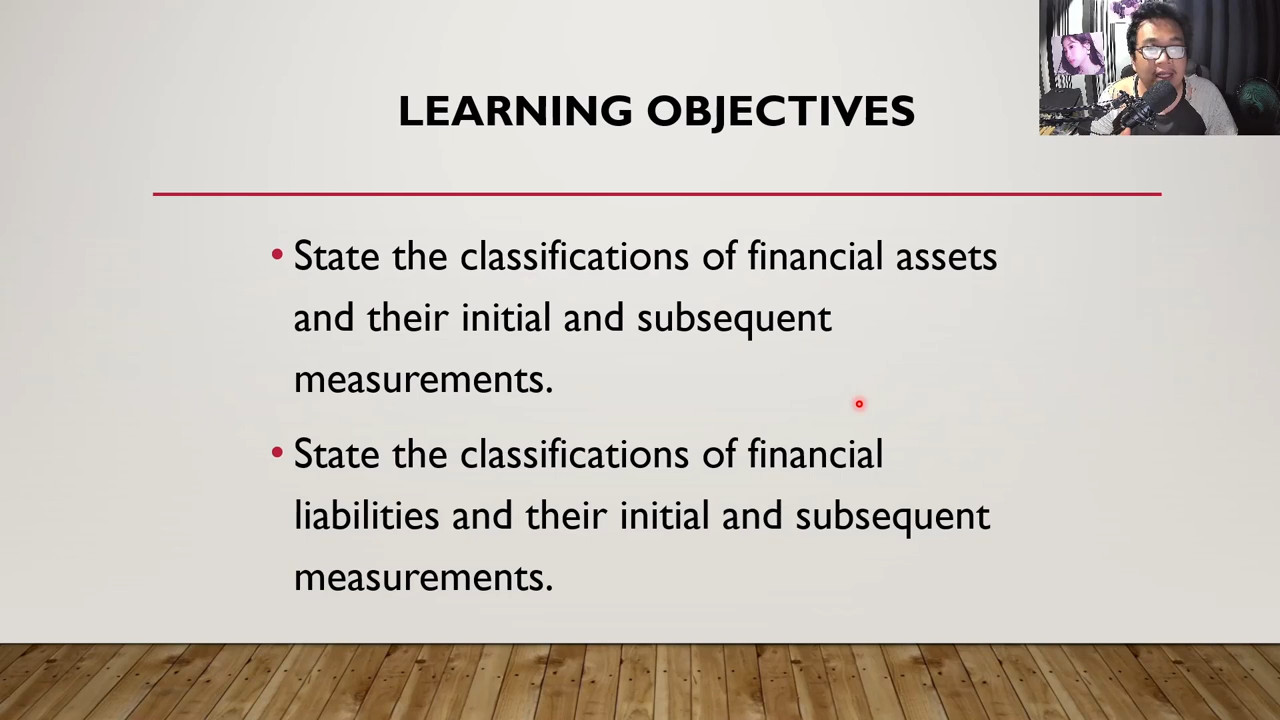 LEARNING OBJECTIVES
• State the classifications of financial assets
and their initial and subsequent
measurements.
• State the classifications of financial
liabilities and their initial and subsequent
measurements.